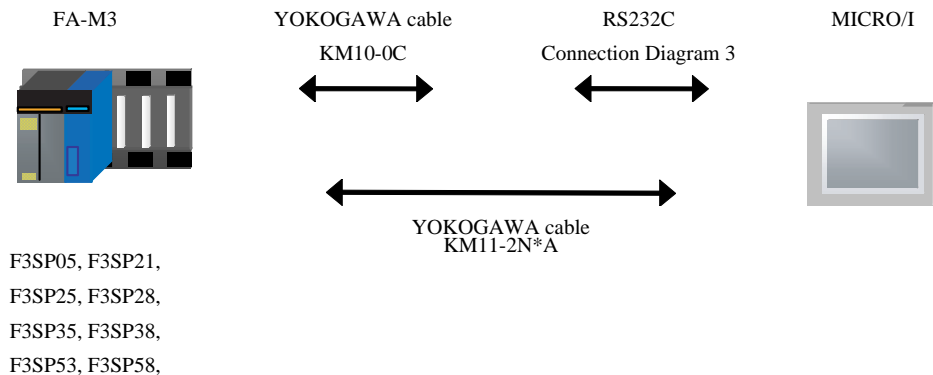 FA-M3
YOKOGAWA cable
KM10-0C
RS232C
Connection Diagram 3
MICRO/I
YOKOGAWA cable
KM11-2N*A
F3SP05, F3SP21,
F3SP25, F3SP28,
F3SP35, F3SP38,
F3SP53, F3SP58,